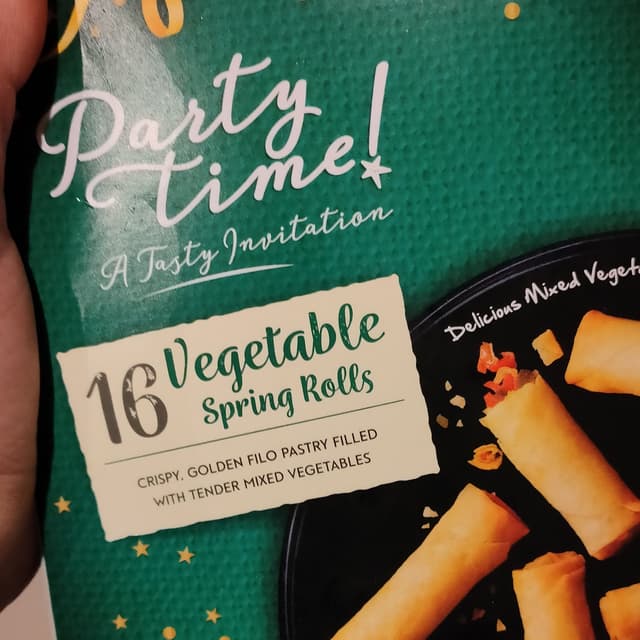 Party
Time!
A Tasty Invitation
Delicious Mixed
16 Vegetable
Spring Rolls
CRISPY, GOLDEN FILO PASTRY FILLED
WITH TENDER MIXED VEGETABLES